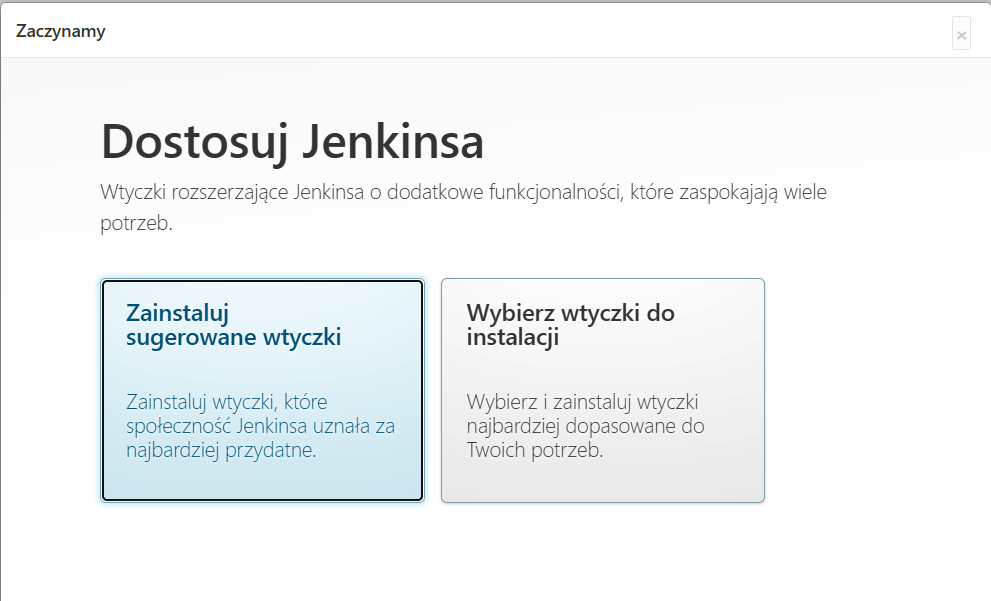 Zaczynamy
×
Dostosuj Jenkinsa
Wtyczki rozszerzające Jenkinsa o dodatkowe funkcjonalności, które zaspokajają wiele
potrzeb.
Zainstaluj
sugerowane wtyczki
Zainstaluj wtyczki, które
społeczność Jenkinsa uznała za
najbardziej przydatne.
Wybierz wtyczki do
instalacji
Wybierz i zainstaluj wtyczki
najbardziej dopasowane do
Twoich potrzeb.